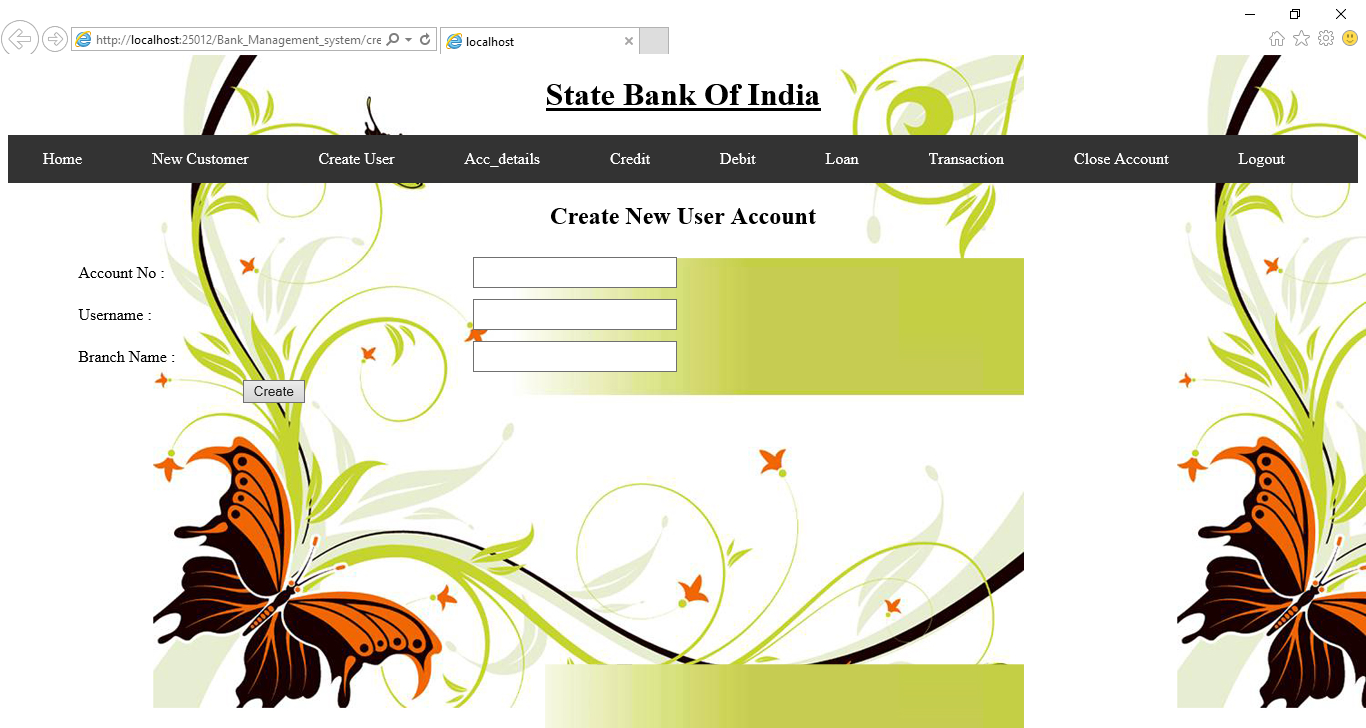 http://localhost:25012/Bank_Management_system/cre
localhost
State Bank Of India
Home New Customer Create User Acc_details Credit Debit Loan Transaction Close Account Logout
Create New User Account
Account No :
Username :
Branch Name :
Create